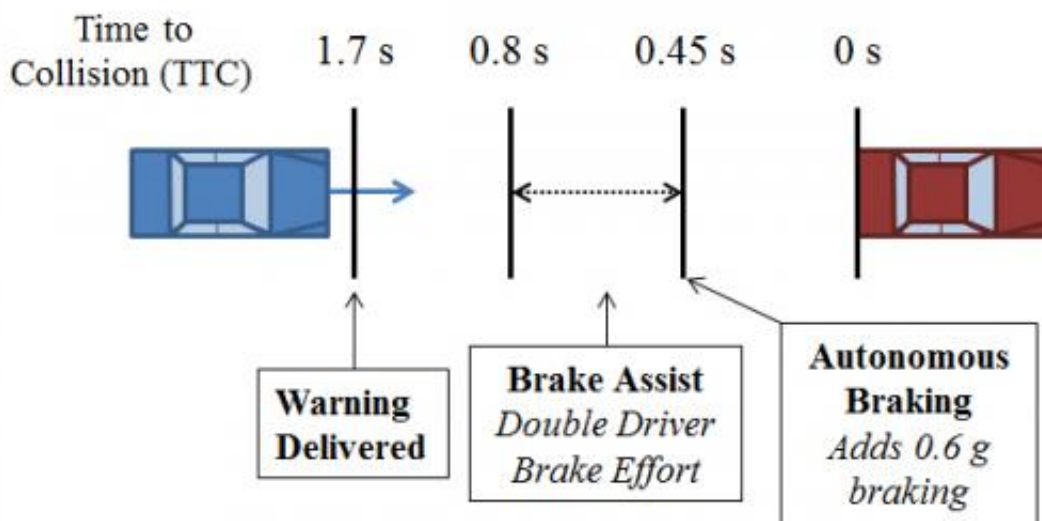 Time to
Collision (TTC)
1.7 s
0.8 s
0.45 s
0 s
Warning
Delivered
Brake Assist
Double Driver
Brake Effort
Autonomous
Braking
Adds 0.6 g
braking